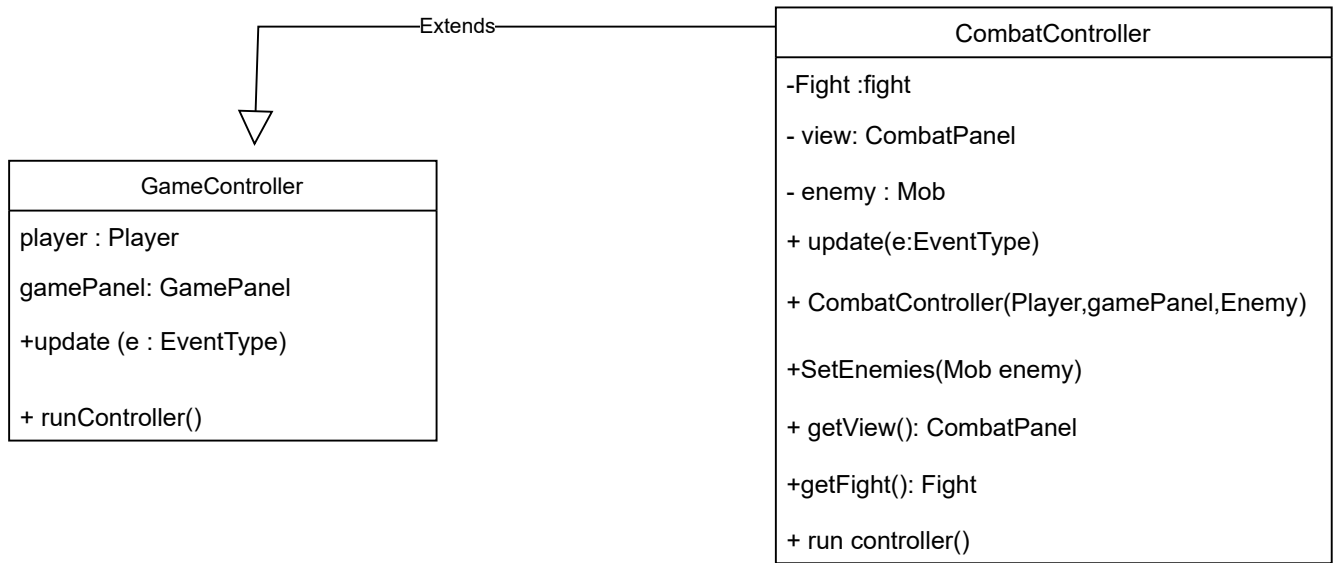 Extends
GameController
player : Player
gamePanel: GamePanel
+update (e : EventType)
+ runController()
CombatController
-Fight :fight
- view: CombatPanel
- enemy : Mob
+ update(e:EventType)
+ CombatController(Player,gamePanel,Enemy)
+SetEnemies(Mob enemy)
+ getView(): CombatPanel
+getFight(): Fight
+ run controller()